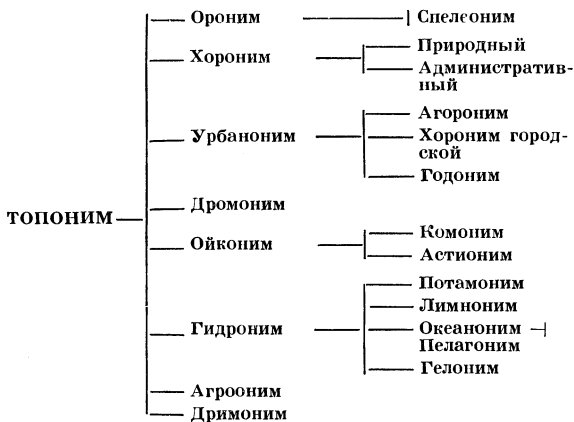 Ороним
Спелеоним
Хороним
Природный
Административ-
ный
Урбаноним
Агороним
Хороним город-
ской
Годоним
ТОПОНИМ
Дромоним
Ойконим
Комоним
Астионим
Гидроним
Потамоним
Лимноним
Океаноним
Пелагоним
Гелоним
Агрооним
Дримоним